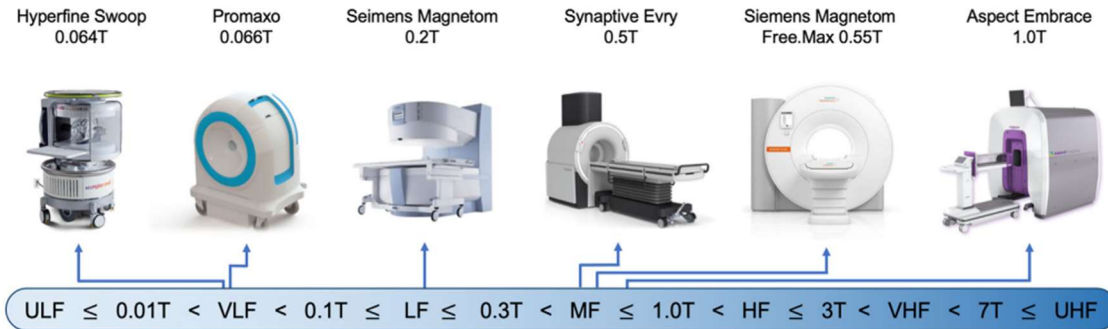 Hyperfine Swoop
0.064T
Promaxo
0.066T
Seimens Magnetom
0.2T
Synaptive Evry
0.5T
Siemens Magnetom
Free.Max 0.55T
Aspect Embrace
1.0T
ULF ≤ 0.01T < VLF < 0.1T ≤ LF ≤ 0.3T < MF ≤ 1.0T < HF ≤ 3T < VHF < 7T ≤ UHF